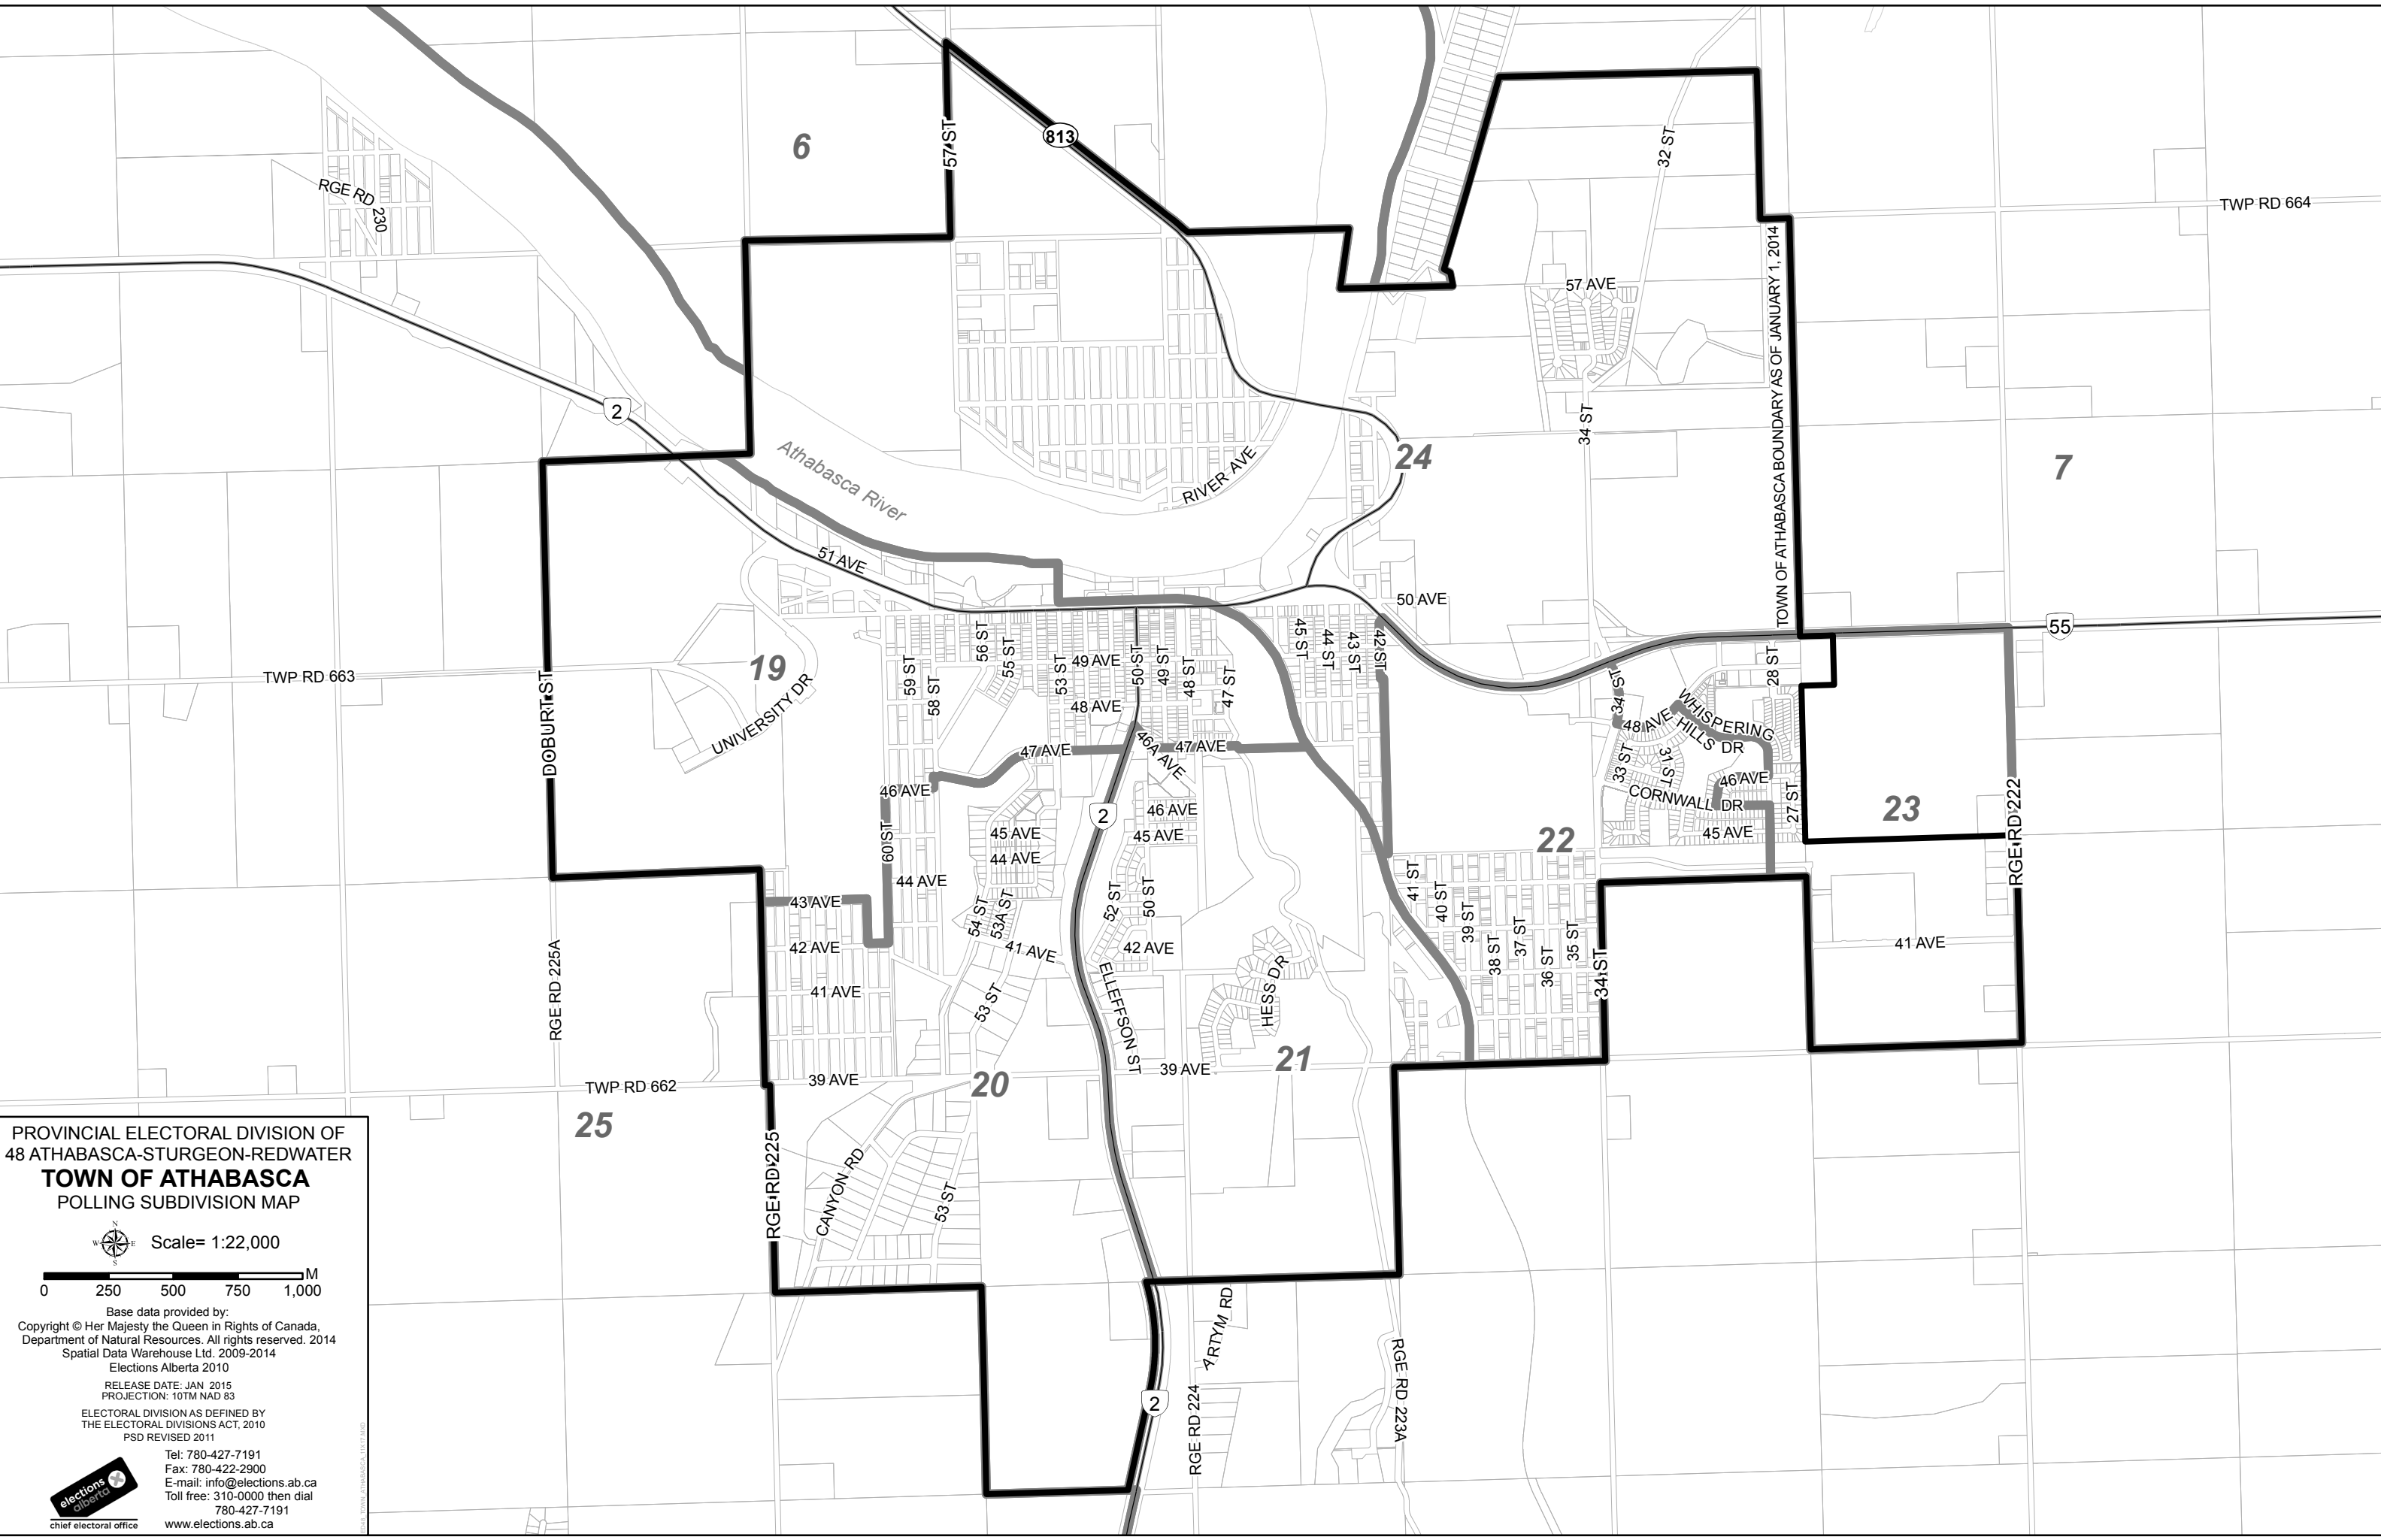 6
57 ST
813
32 ST
RGE RD 230
TWP RD 664
57 AVE
TOWN OF ATHABASCA BOUNDARY AS OF JANUARY 1, 2014
2
34 ST
Athabasca River
RIVER AVE
24
7
51 AVE
50 AVE
55
TWP RD 663
DOBURT ST
19
UNIVERSITY DR
59 ST
58 ST
56 ST
55 ST
53 ST
49 AVE
50 ST
49 ST
48 ST
47 ST
48 AVE
45 ST
44 ST
43 ST
42 ST
34 ST
28 ST
48 AVE
WHISPERING
HILLS DR
47 AVE
46A AVE
47 AVE
33 ST
31 ST
46 AVE
46 AVE
CORNWALL DR
27 ST
23
RGE RD 222
2
46 AVE
45 AVE
45 AVE
45 AVE
60 ST
44 AVE
22
44 AVE
43 AVE
42 AVE
41 AVE
54 ST
53A ST
41 AVE
52 ST
50 ST
42 AVE
41 ST
40 ST
39 ST
38 ST
37 ST
36 ST
35 ST
34 ST
41 AVE
RGE RD 225A
53 ST
ELLEFFSON ST
HESS DR
21
39 AVE
39 AVE
20
TWP RD 662
25
RGE RD 225
CANYON RD
53 ST
ARTYM RD
RGE RD 223A
2
RGE RD 224
PROVINCIAL ELECTORAL DIVISION OF
48 ATHABASCA-STURGEON-REDWATER
TOWN OF ATHABASCA
POLLING SUBDIVISION MAP
N
W E
S
Scale= 1:22,000
M
0 250 500 750 1,000
Base data provided by:
Copyright © Her Majesty the Queen in Rights of Canada,
Department of Natural Resources. All rights reserved. 2014
Spatial Data Warehouse Ltd. 2009-2014
Elections Alberta 2010
RELEASE DATE: JAN 2015
PROJECTION: 10TM NAD 83
ELECTORAL DIVISION AS DEFINED BY
THE ELECTORAL DIVISIONS ACT, 2010
PSD REVISED 2011
elections
alberta
chief electoral office
Tel: 780-427-7191
Fax: 780-422-2900
E-mail: info@elections.ab.ca
Toll free: 310-0000 then dial
780-427-7191
www.elections.ab.ca